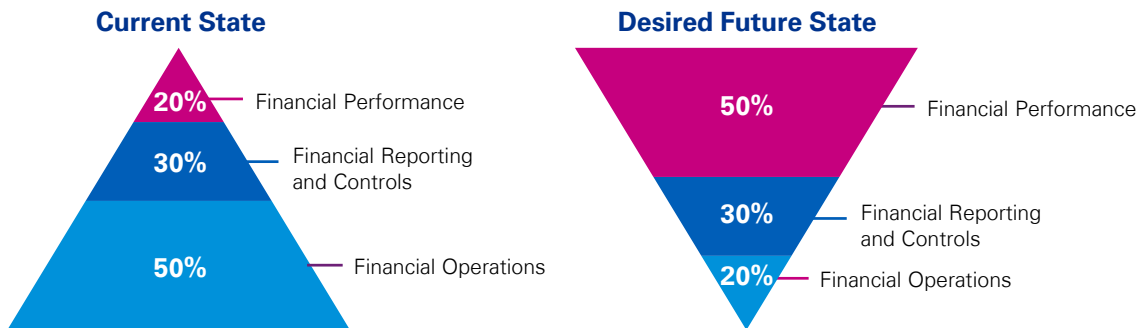 Current State
20%
Financial Performance
30%
Financial Reporting
and Controls
50%
Financial Operations
Desired Future State
50%
Financial Performance
30%
Financial Reporting
and Controls
20%
Financial Operations